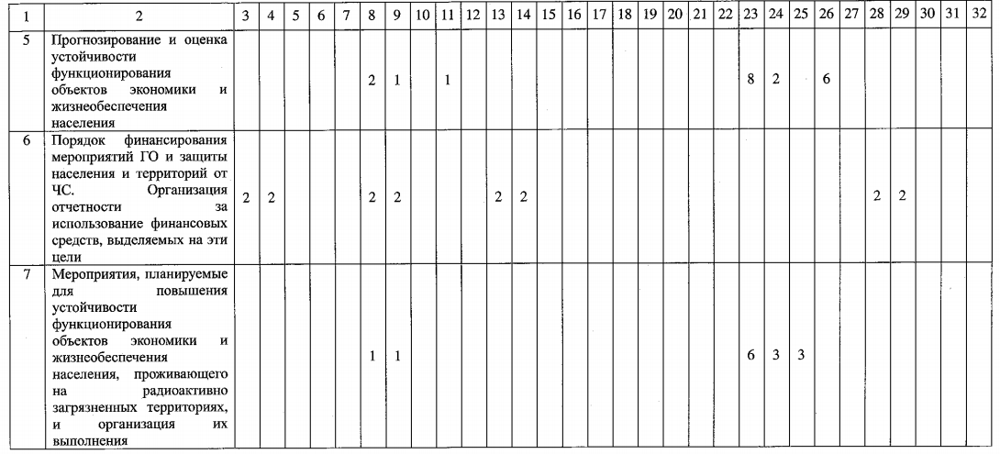 1 2 3 4 5 6 7 8 9 10 11 12 13 14 15 16 17 18 19 20 21 22 23 24 25 26 27 28 29 30 31 32
5 Прогнозирование и оценка
устойчивости
функционирования
объектов экономики и
жизнеобеспечения
населения
2 1 1 8 2 6
6 Порядок финансирования
мероприятий ГО и защиты
населения и территорий от
ЧС. Организация
отчетности за
использование финансовых
средств, выделяемых на эти
цели
2 2 2 2 2 2 2 2
7 Мероприятия, планируемые
для повышения
устойчивости
функционирования
объектов экономики и
жизнеобеспечения
населения, проживающего
на радиоактивно
загрязненных территориях,
и организация их
выполнения
1 1 6 3 3